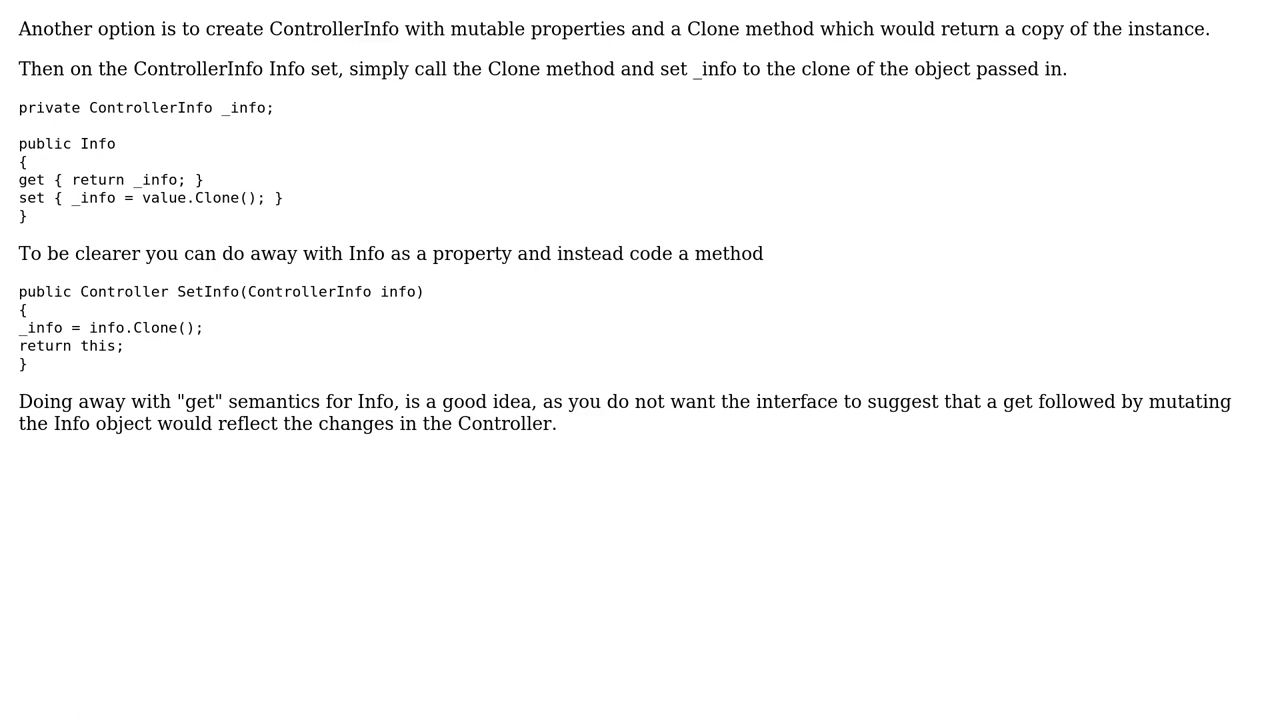 Another option is to create ControllerInfo with mutable properties and a Clone method which would return a copy of the instance.
Then on the ControllerInfo Info set, simply call the Clone method and set _info to the clone of the object passed in.
private ControllerInfo _info;
public Info
{
get { return _info; }
set { _info = value.Clone(); }
}
To be clearer you can do away with Info as a property and instead code a method
public Controller SetInfo(ControllerInfo info)
{
_info = info.Clone();
return this;
}
Doing away with "get" semantics for Info, is a good idea, as you do not want the interface to suggest that a get followed by mutating
the Info object would reflect the changes in the Controller.